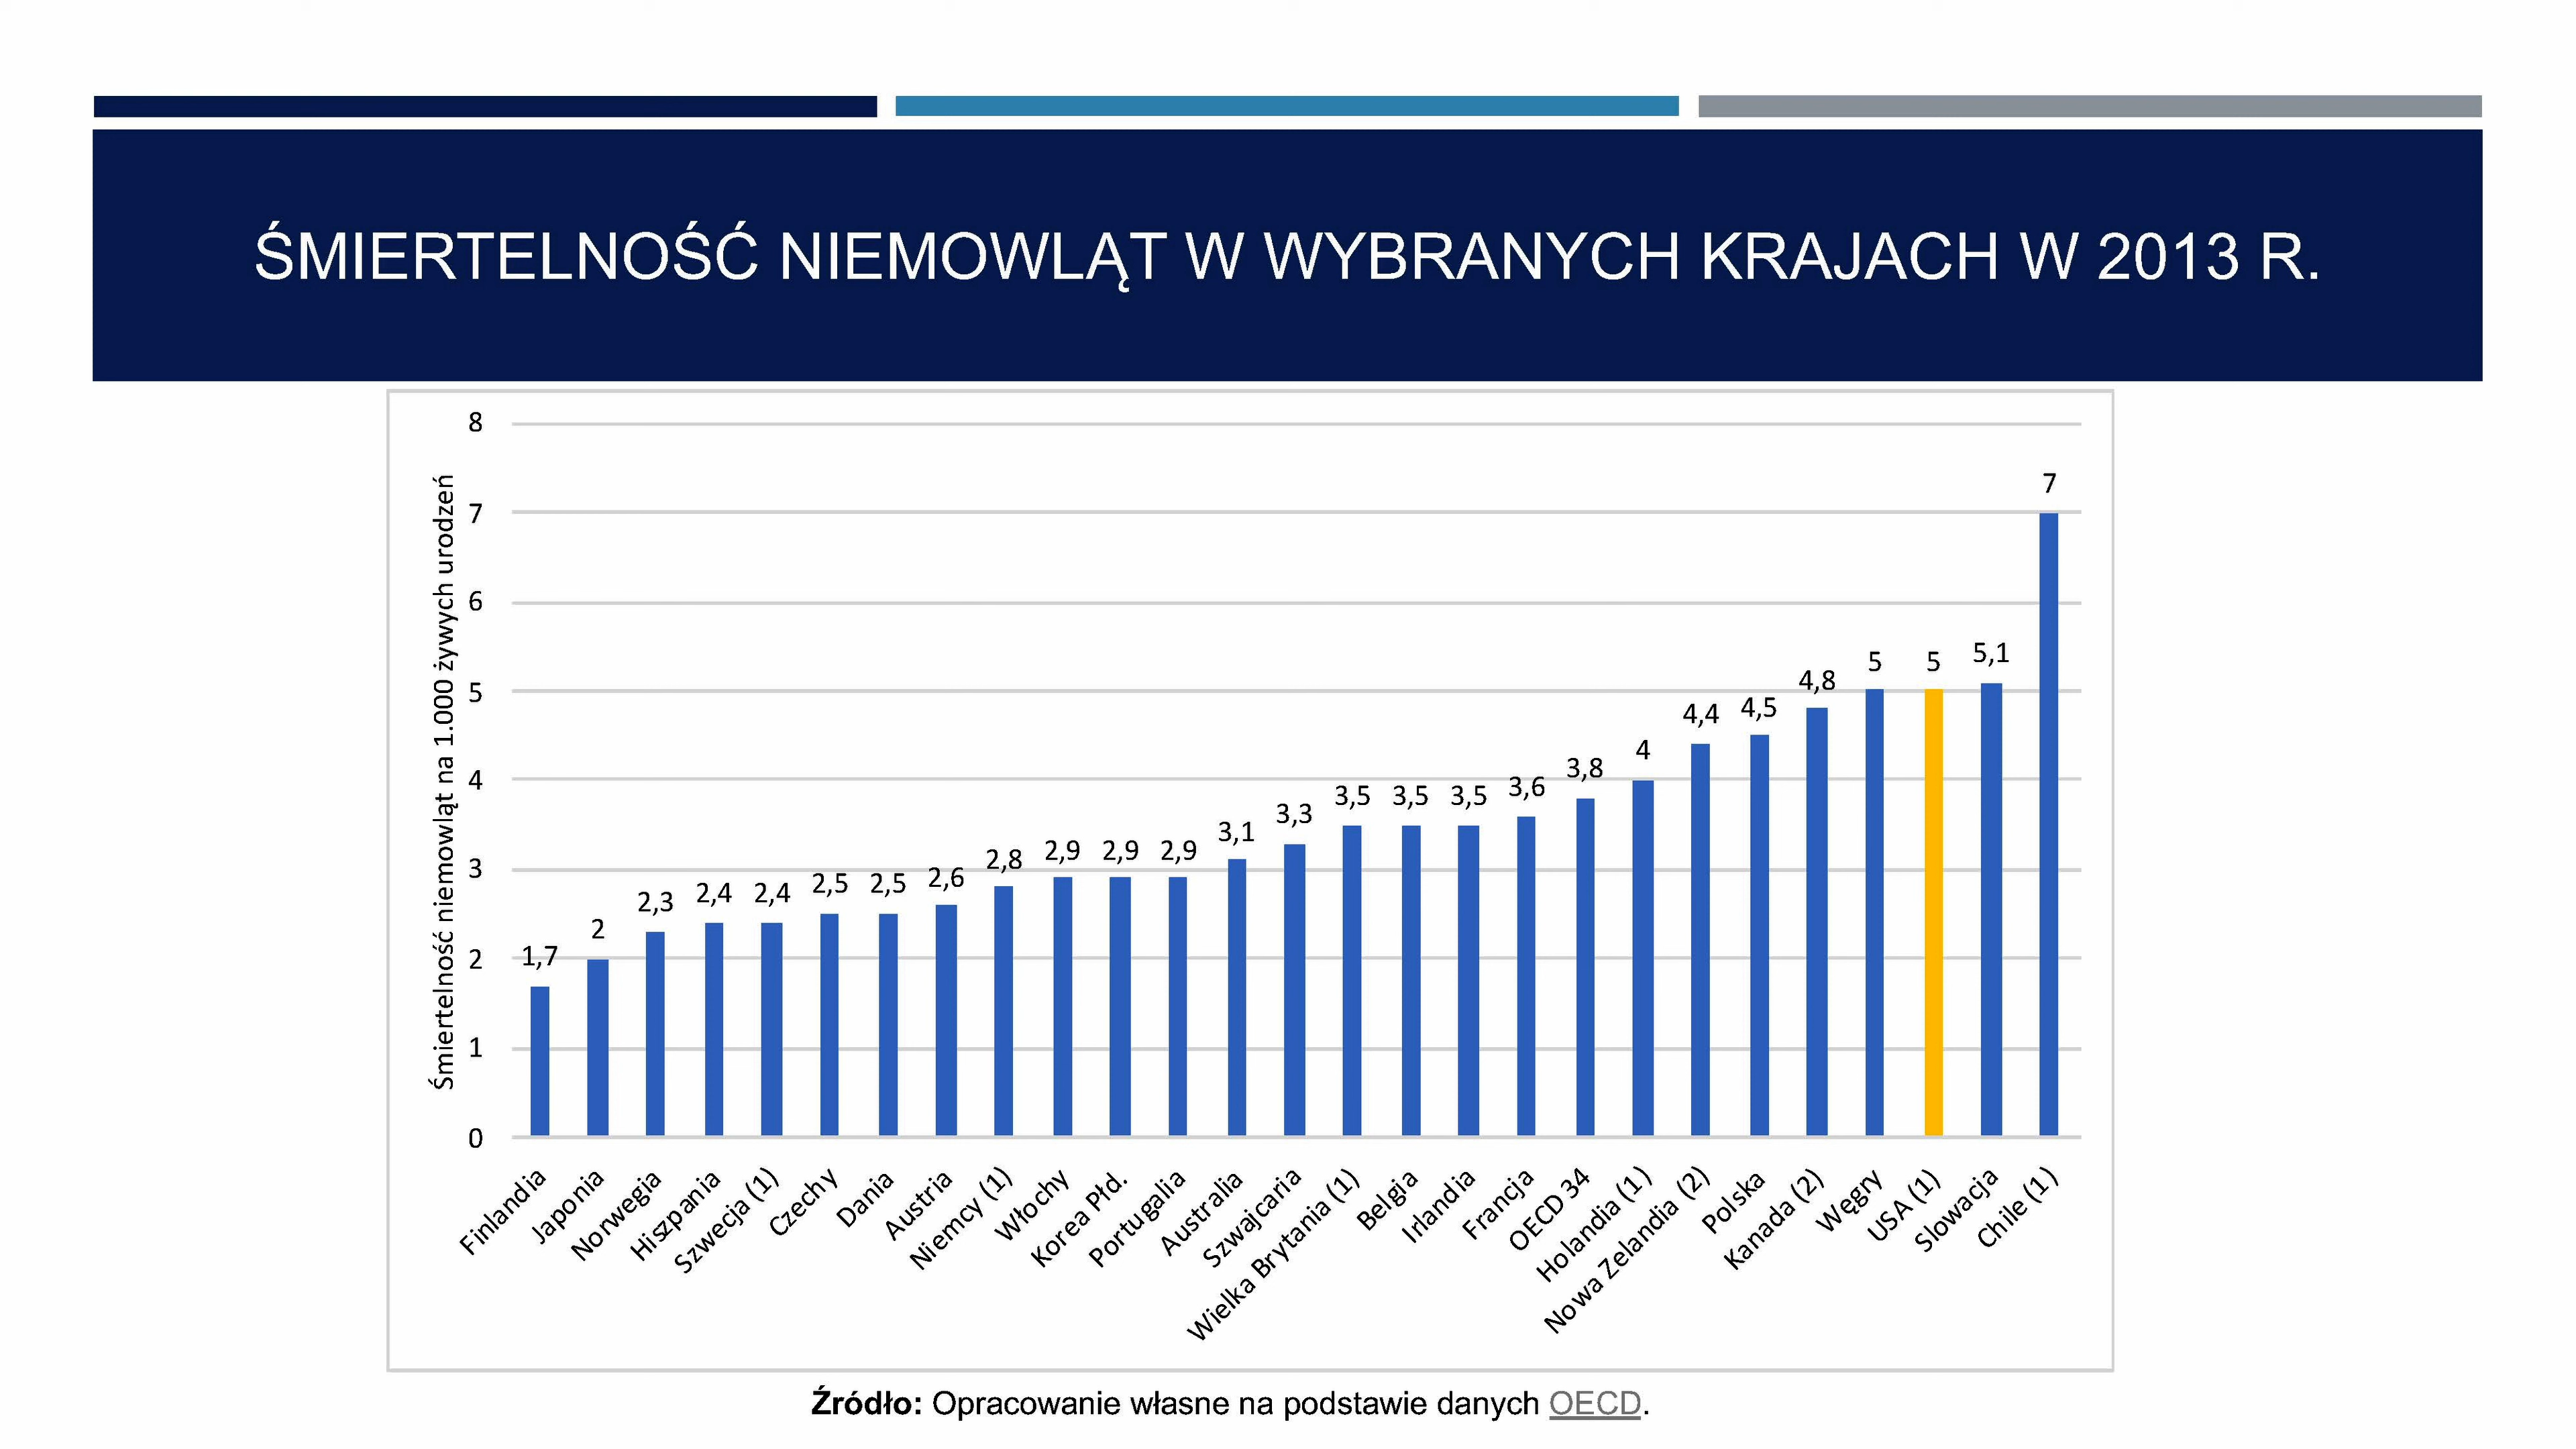 ŚMIERTELNOŚĆ NIEMOWLĄT W WYBRANYCH KRAJACH W 2013 R.
Śmiertelność niemowląt na 1.000 żywych urodzeń
8
7
6
5
4
3
2
1
0
1,7
2
2,3
2,4
2,4
2,5
2,5
2,6
2,8
2,9
2,9
2,9
3,1
3,3
3,5
3,5
3,5
3,6
3,8
4
4,4
4,5
4,8
5
5
5,1
7
Finlandia
Japonia
Norwegia
Hiszpania
Szwecja (1)
Czechy
Dania
Austria
Niemcy (1)
Włochy
Korea Płd.
Portugalia
Australia
Szwajcaria
Wielka Brytania (1)
Belgia
Irlandia
Francja
OECD 34
Holandia (1)
Nowa Zelandia (2)
Polska
Kanada (2)
Węgry
USA (1)
Slowacja
Chile (1)
Źródło: Opracowanie własne na podstawie danych OECD.